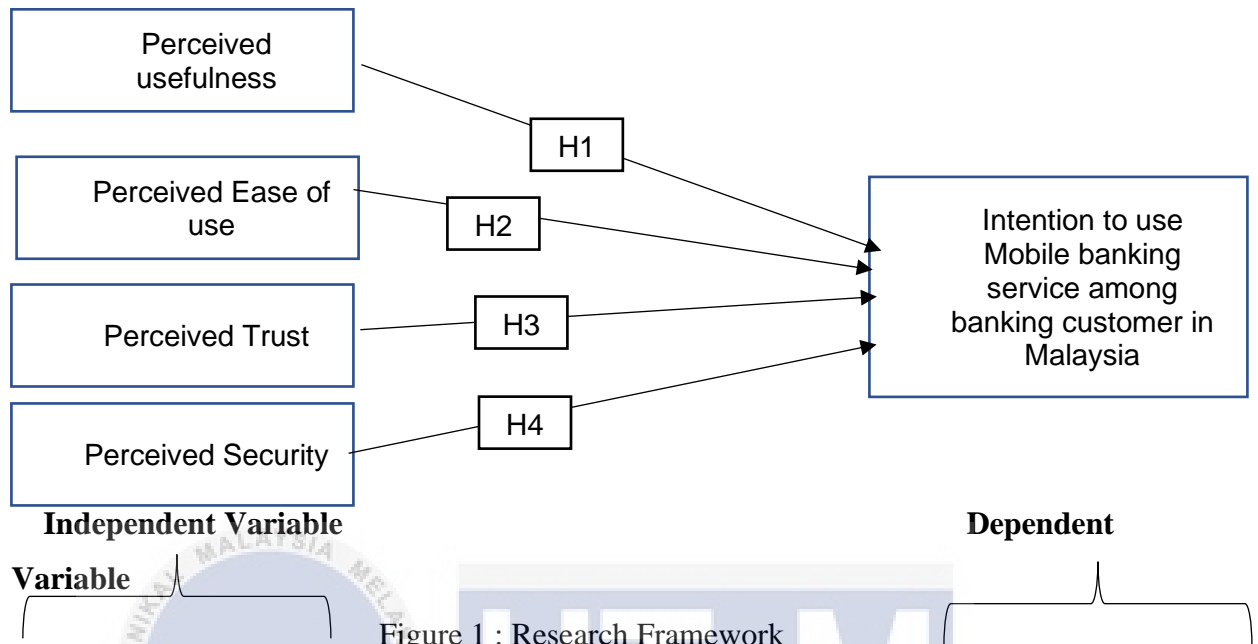 Perceived
usefulness
H1
Perceived Ease of
use
H2
Perceived Trust
H3
Perceived Security
H4
Intention to use
Mobile banking
service among
banking customer in
Malaysia
Independent Variable
Dependent
Variable
Figure 1 : Research Framework